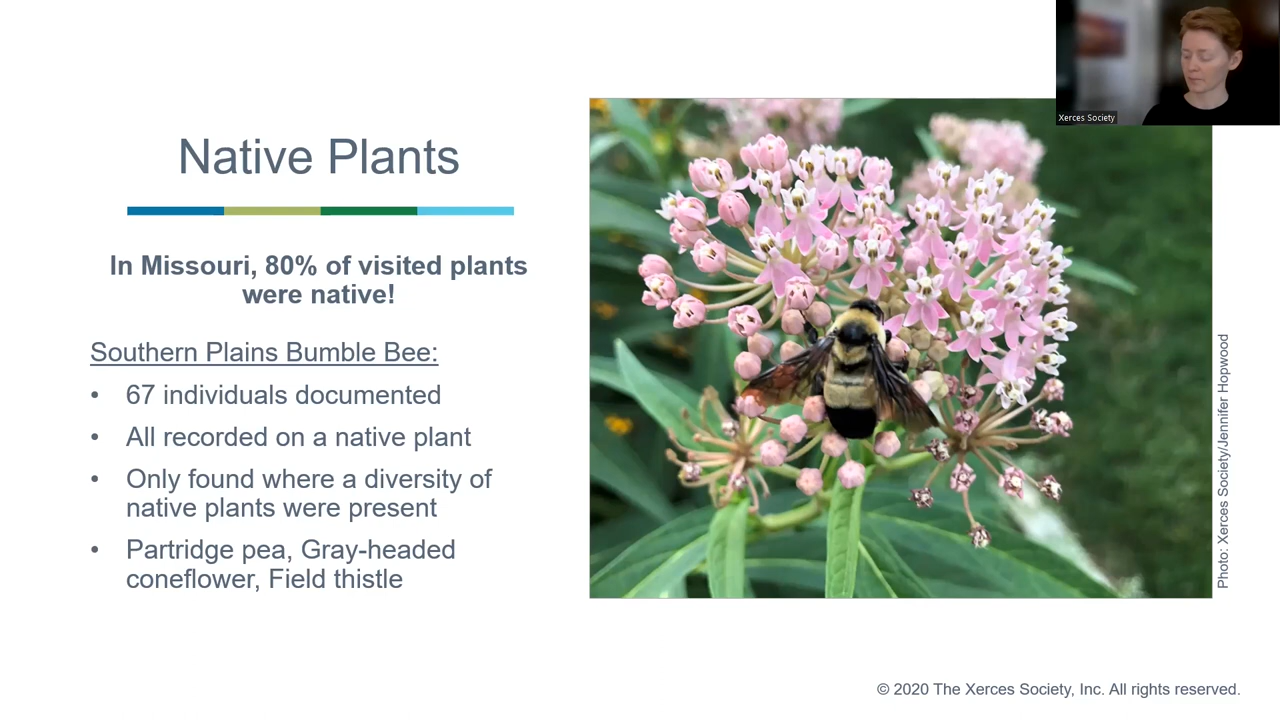 Xerces Society
Native Plants
In Missouri, 80% of visited plants
were native!
Southern Plains Bumble Bee:
• 67 individuals documented
• All recorded on a native plant
• Only found where a diversity of
native plants were present
• Partridge pea, Gray-headed
coneflower, Field thistle
Photo: Xerces Society/Jennifer Hopwood
© 2020 The Xerces Society, Inc. All rights reserved.